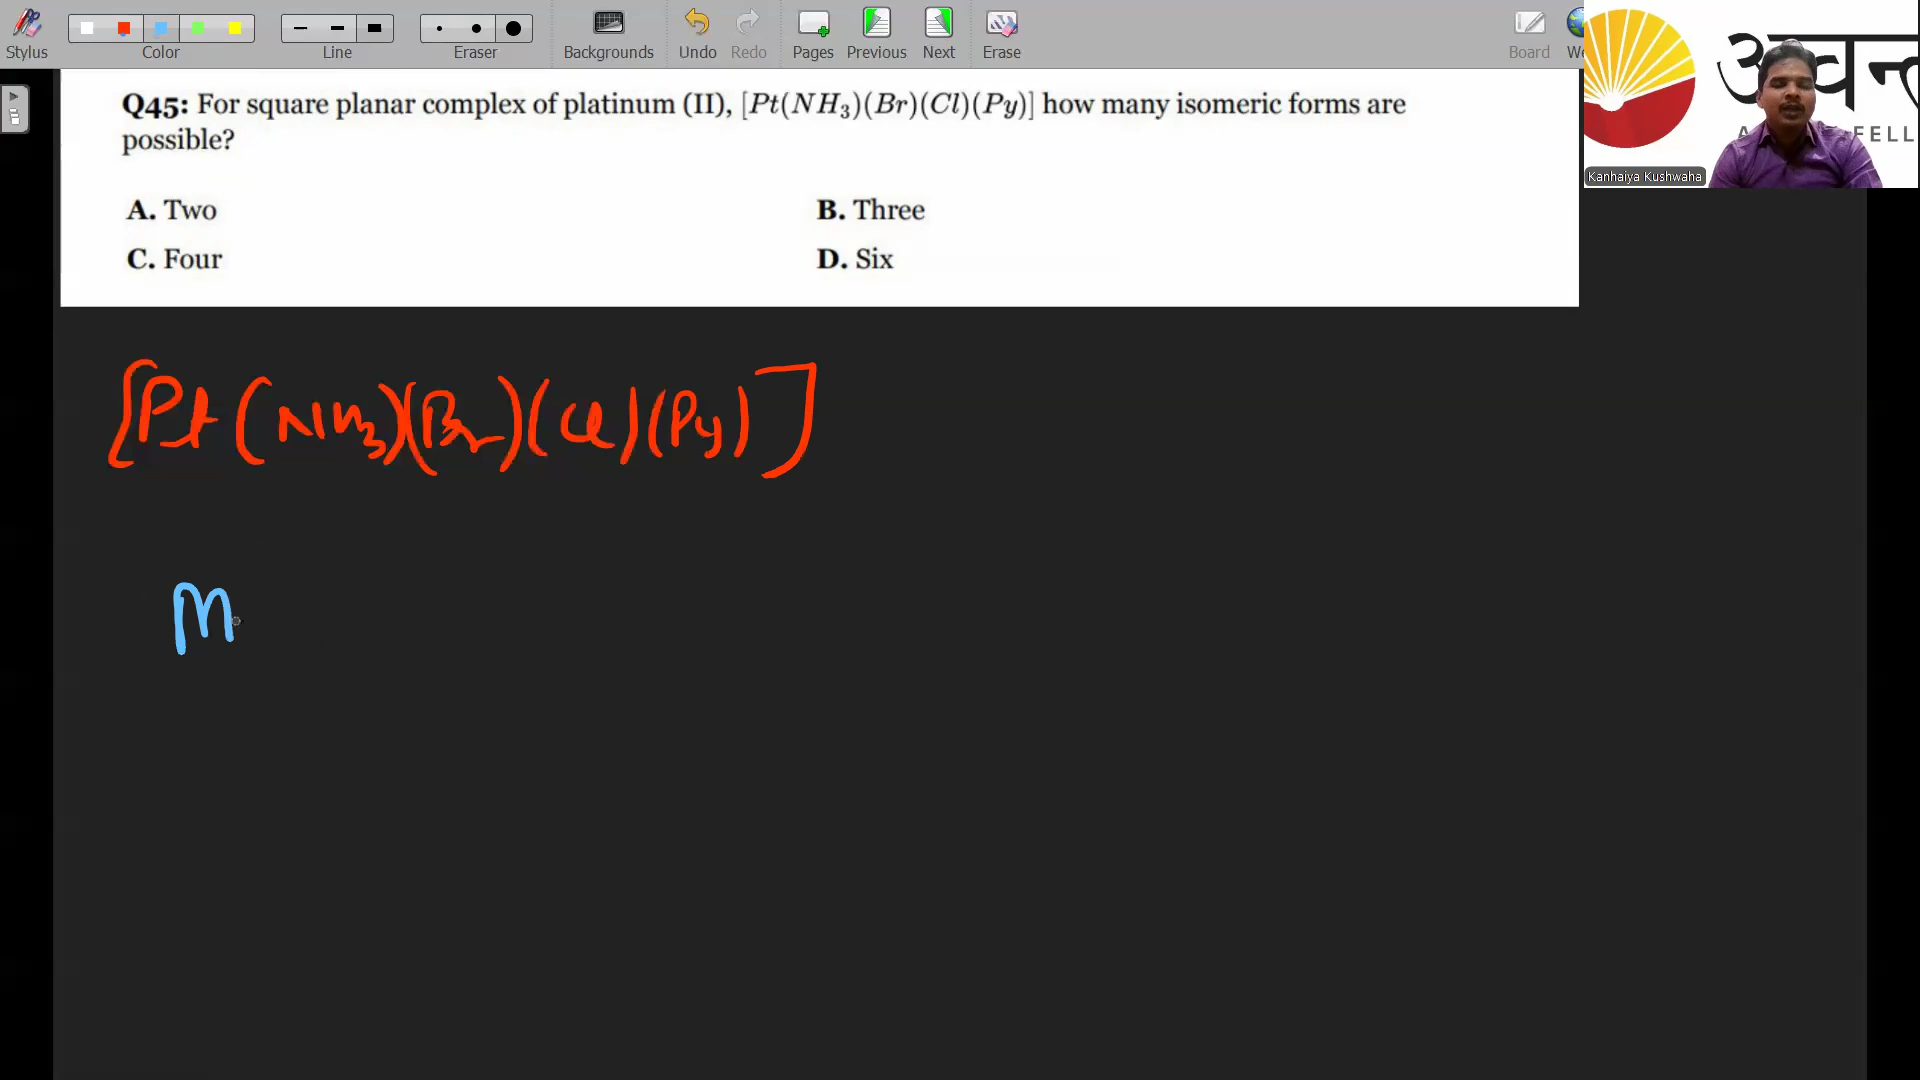 Stylus Color Line Eraser Backgrounds Undo Redo Pages Previous Next Erase Board
Kanhaiya Kushwaha
Q45: For square planar complex of platinum (II), [Pt(NH₃)(Br)(Cl)(Py)] how many isomeric forms are
possible?
A. Two B. Three
C. Four D. Six
[Pt(NH₃)(Br)(Cl)(Py)]
M